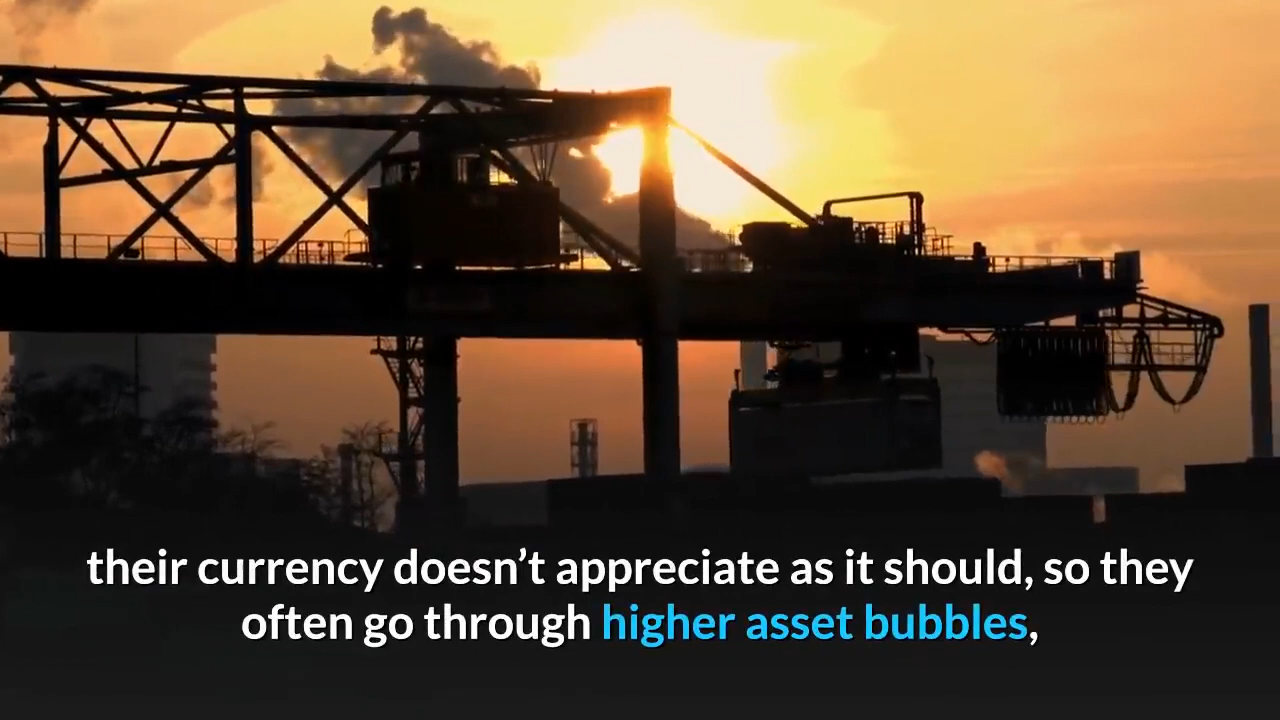 their currency doesn’t appreciate as it should, so they
often go through higher asset bubbles,